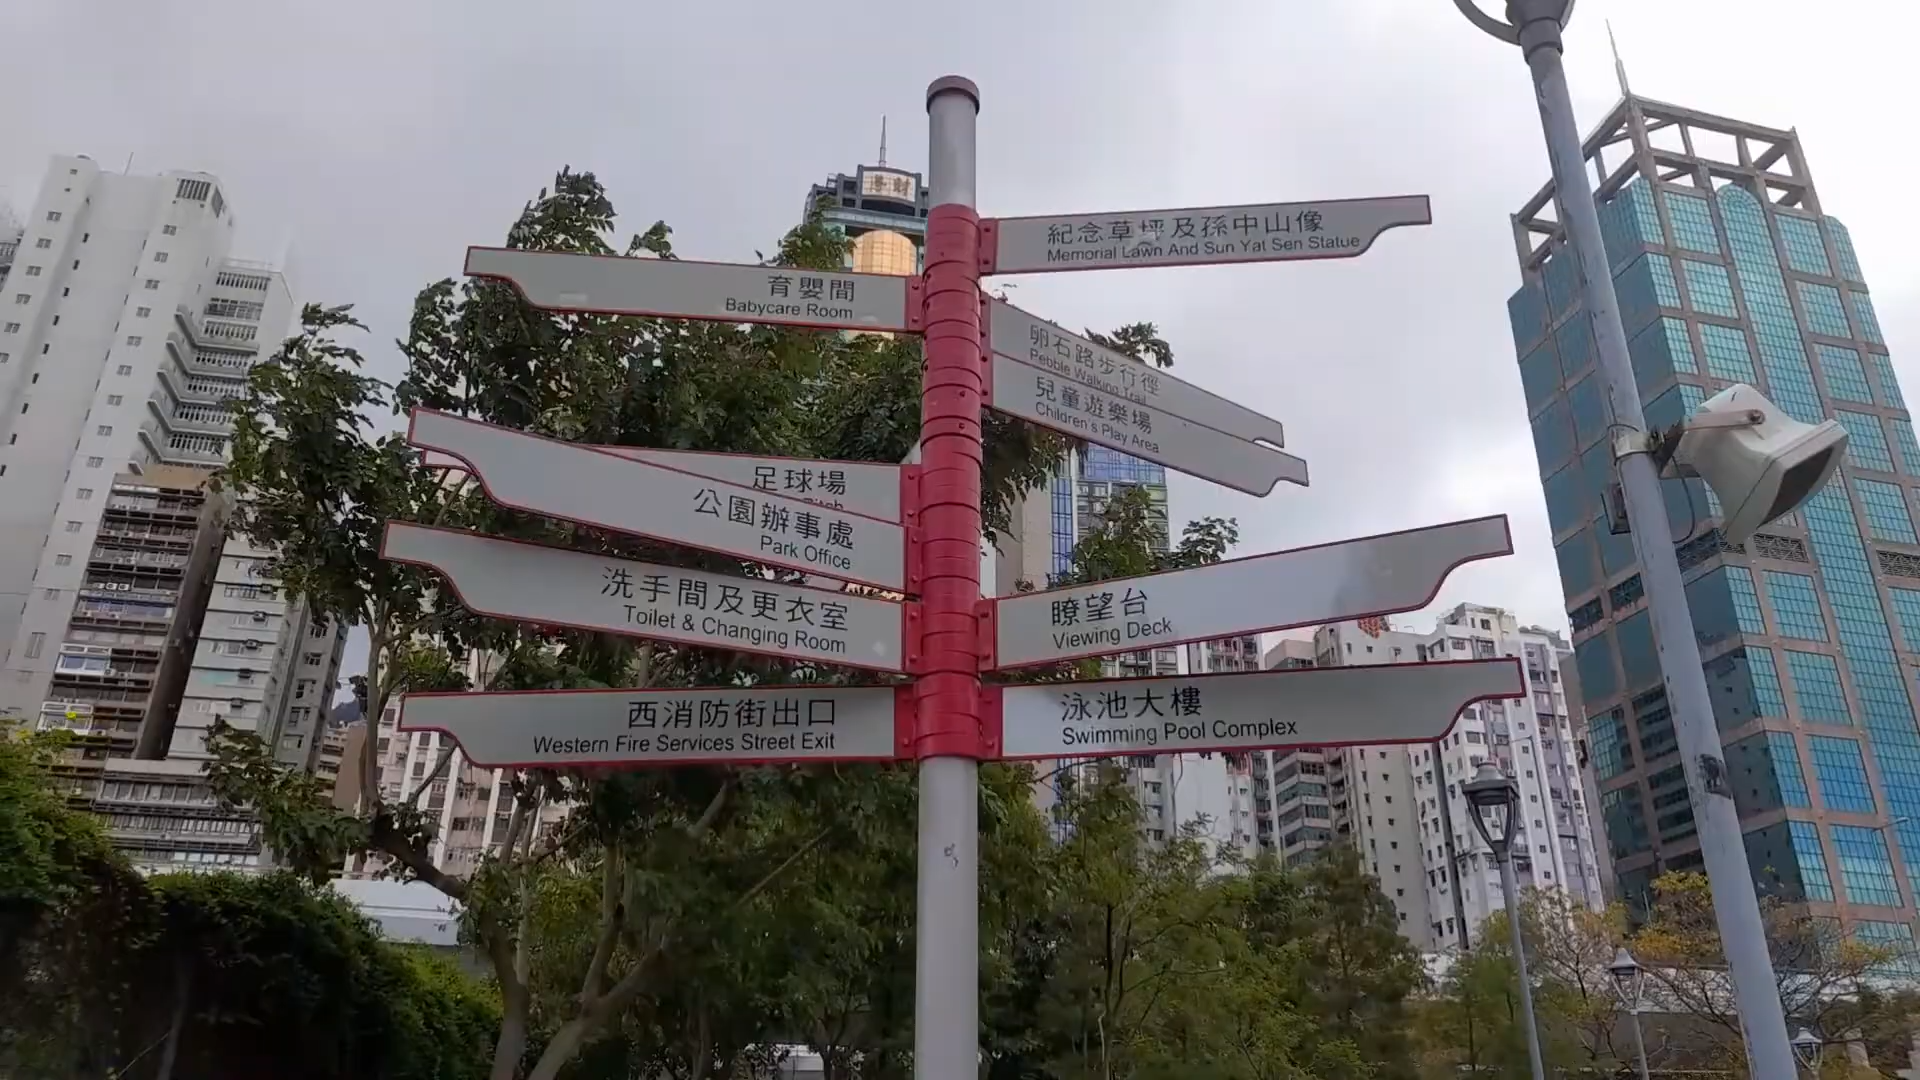 紀念草坪及孫中山像
Memorial Lawn And Sun Yat Sen Statue
育嬰間
Babycare Room
卵石路步行徑
Pebble Walking Trail
兒童遊樂場
Children's Play Area
足球場
公園辦事處
Park Office
洗手間及更衣室
Toilet & Changing Room
瞭望台
Viewing Deck
西消防街出口
Western Fire Services Street Exit
泳池大樓
Swimming Pool Complex